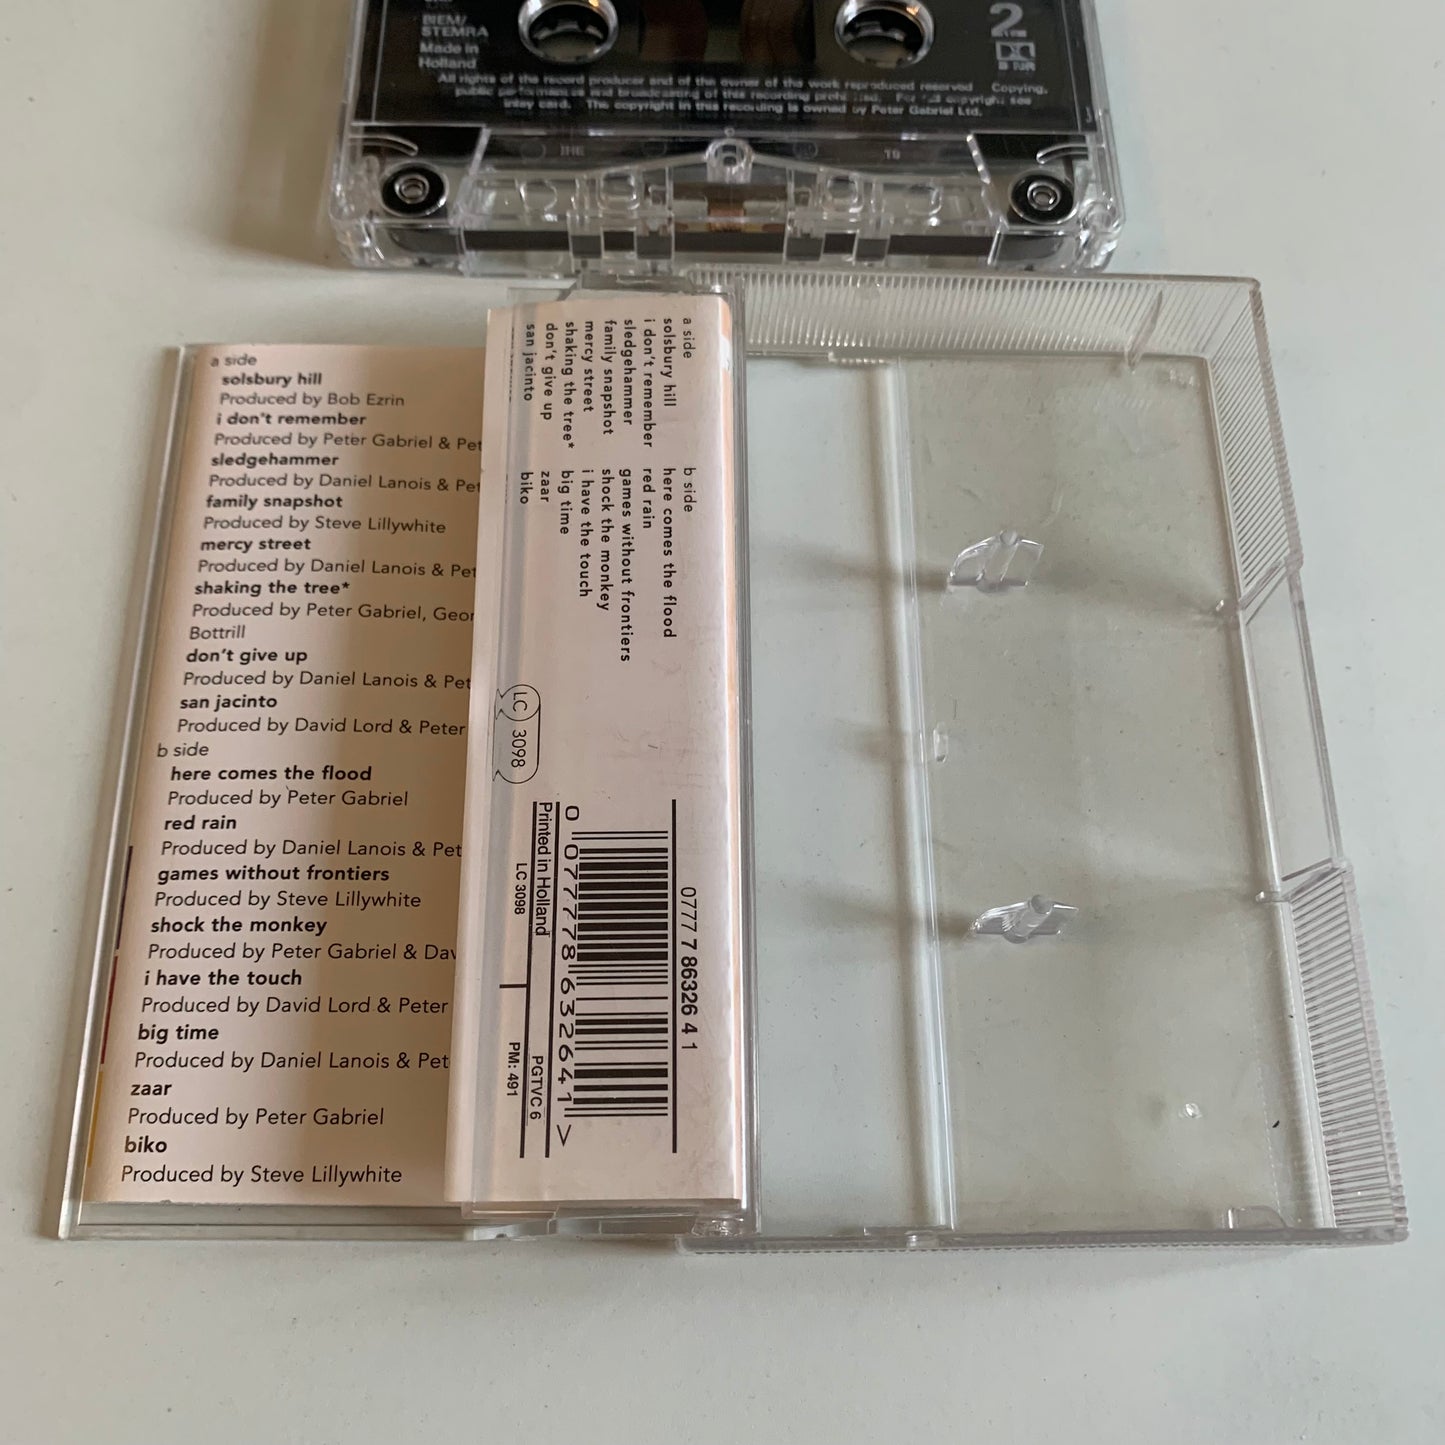 BIEM/
STEMRA
Made in
Holland
2
All rights of the record producer and of the owner of the work reproduced reserved Copying,
public performances and broadcasting of this recording For copyright see
inlay card. The copyright in this recording is owned by Peter Gabriel Ltd.
a side
solsbury hill
Produced by Bob Ezrin
i don't remember
Produced by Peter Gabriel & Pet
sledgehammer
Produced by Daniel Lanois & Pet
family snapshot
Produced by Steve Lillywhite
mercy street
Produced by Daniel Lanois & Pet
shaking the tree*
Produced by Peter Gabriel, Geor
Bottrill
don't give up
Produced by Daniel Lanois & Pet
san jacinto
Produced by David Lord & Peter
b side
here comes the flood
Produced by Peter Gabriel
red rain
Produced by Daniel Lanois & Pet
games without frontiers
Produced by Steve Lillywhite
shock the monkey
Produced by Peter Gabriel & Dav
i have the touch
Produced by David Lord & Peter
big time
Produced by Daniel Lanois & Pet
zaar
Produced by Peter Gabriel
biko
Produced by Steve Lillywhite
a side
solsbury hill
i don't remember
sledgehammer
family snapshot
mercy street
shaking the tree*
don't give up
san jacinto
b side
here comes the flood
red rain
games without frontiers
shock the monkey
i have the touch
big time
zaar
biko
LC 3098
0777 7 86326 4 1
0 077778 632641 >
Printed in Holland
PGTVC 6
LC 3098
PM: 491